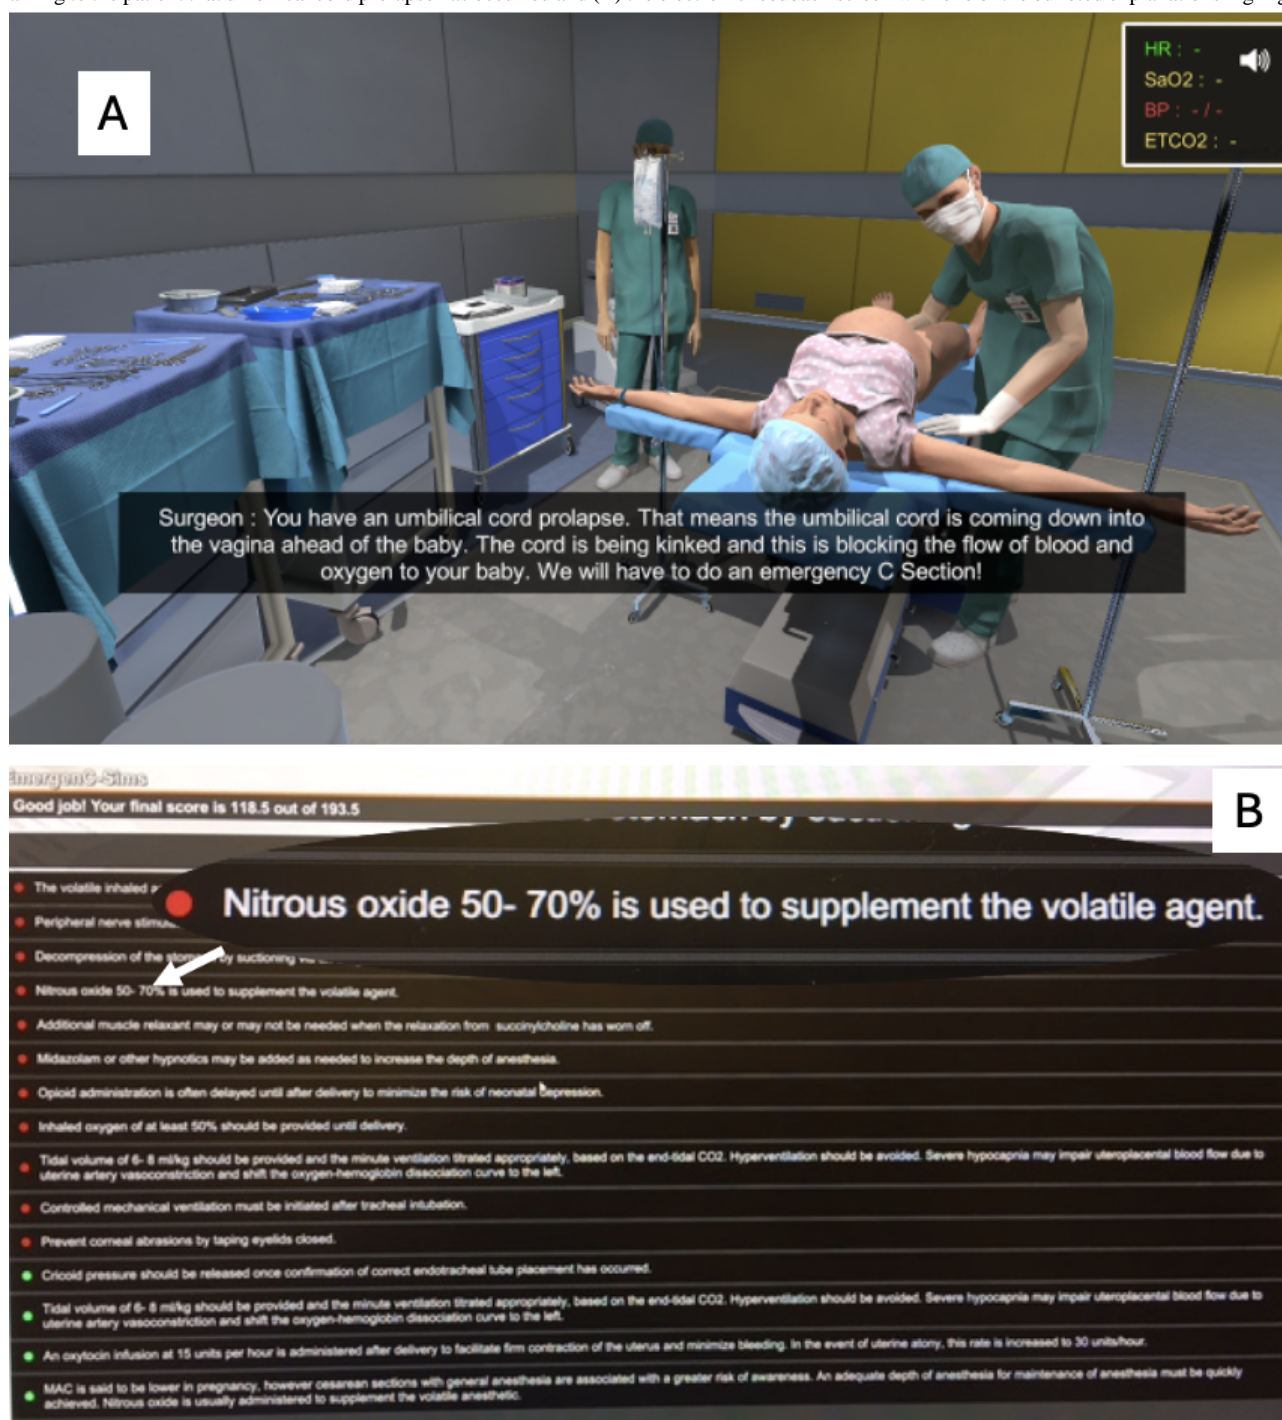 A
HR : -
SaO2 : -
BP : - / -
ETCO2 : -
Surgeon : You have an umbilical cord prolapse. That means the umbilical cord is coming down into
the vagina ahead of the baby. The cord is being kinked and this is blocking the flow of blood and
oxygen to your baby. We will have to do an emergency C Section!
EmergenC-Sims
B
Good job! Your final score is 118.5 out of 193.5
The volatile inhaled
Nitrous oxide 50- 70% is used to supplement the volatile agent.
Peripheral nerve
Decompression of the by suctioning
Nitrous oxide 50- 70% is used to supplement the volatile agent.
Additional muscle relaxant may or may not be needed when the relaxation from succinylcholine has worn off.
Midazolam or other hypnotics may be added as needed to increase the depth of anesthesia.
Opioid administration is often delayed until after delivery to minimize the risk of neonatal depression.
Inhaled oxygen of at least 50% should be provided until delivery.
Tidal volume of 6- 8 ml/kg should be provided and the minute ventilation titrated appropriately, based on the end-tidal CO2. Hyperventilation should be avoided. Severe hypocapnia may impair uteroplacental blood flow due to
uterine artery vasoconstriction and shift the oxygen-hemoglobin dissociation curve to the left.
Controlled mechanical ventilation must be initiated after tracheal intubation.
Prevent corneal abrasions by taping eyelids closed.
Cricoid pressure should be released once confirmation of correct endotracheal tube placement has occurred.
Tidal volume of 6- 8 ml/kg should be provided and the minute ventilation titrated appropriately, based on the end-tidal CO2. Hyperventilation should be avoided. Severe hypocapnia may impair uteroplacental blood flow due to
uterine artery vasoconstriction and shift the oxygen-hemoglobin dissociation curve to the left.
An oxytocin infusion at 15 units per hour is administered after delivery to facilitate firm contraction of the uterus and minimize bleeding. In the event of uterine atony, this rate is increased to 30 units/hour.
MAC is said to be lower in pregnancy, however cesarean sections with general anesthesia are associated with a greater risk of awareness. An adequate depth of anesthesia for maintenance of anesthesia must be quickly
achieved. Nitrous oxide is usually administered to supplement the volatile anesthetic.